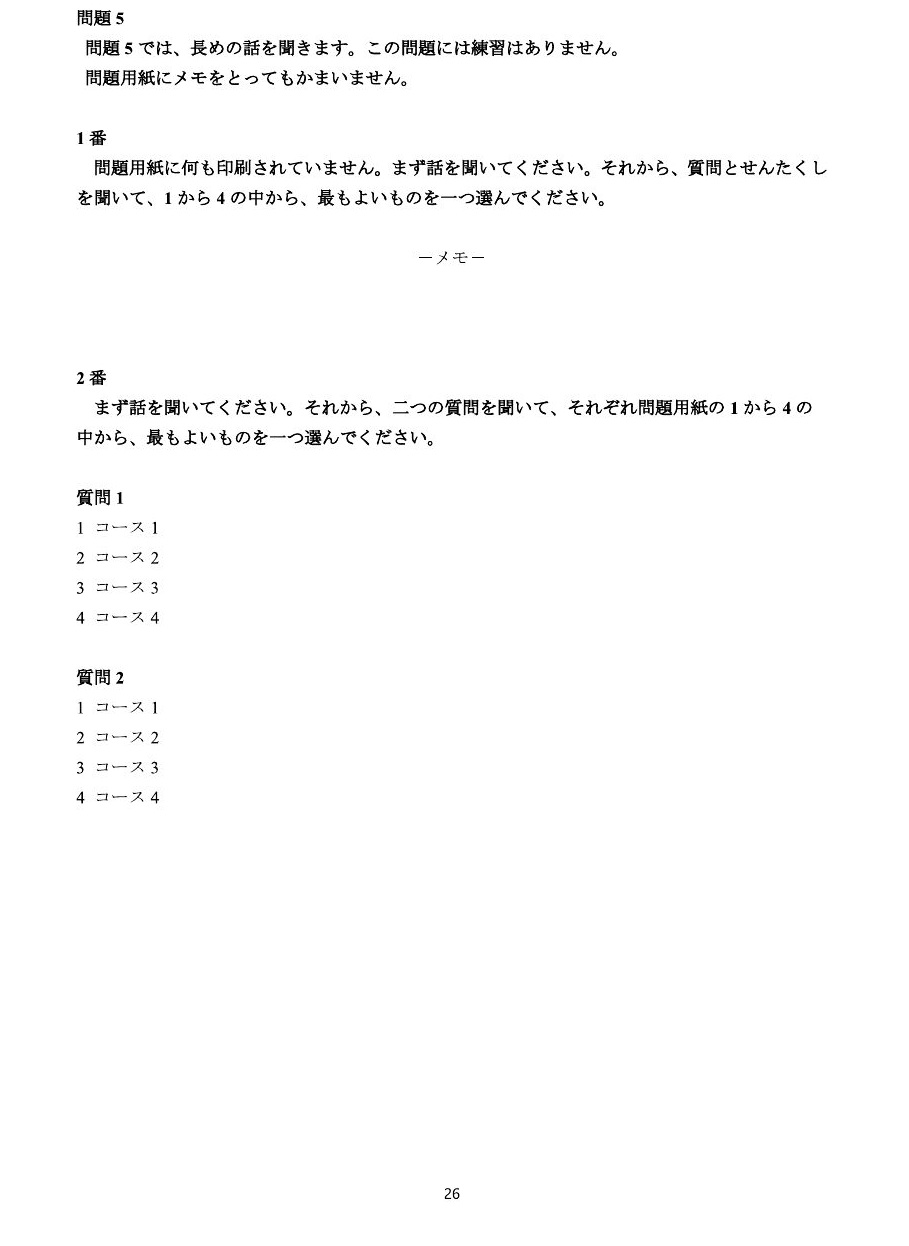 問題 5
問題 5 では、長めの話を聞きます。この問題には練習はありません。
問題用紙にメモをとってもかまいません。
1 番
問題用紙に何も印刷されていません。まず話を聞いてください。それから、質問とせんたくし
を聞いて、1 から 4 の中から、最もよいものを一つ選んでください。
－メモ－
2 番
まず話を聞いてください。それから、二つの質問を聞いて、それぞれ問題用紙の 1 から 4 の
中から、最もよいものを一つ選んでください。
質問 1
1 コース 1
2 コース 2
3 コース 3
4 コース 4
質問 2
1 コース 1
2 コース 2
3 コース 3
4 コース 4
26